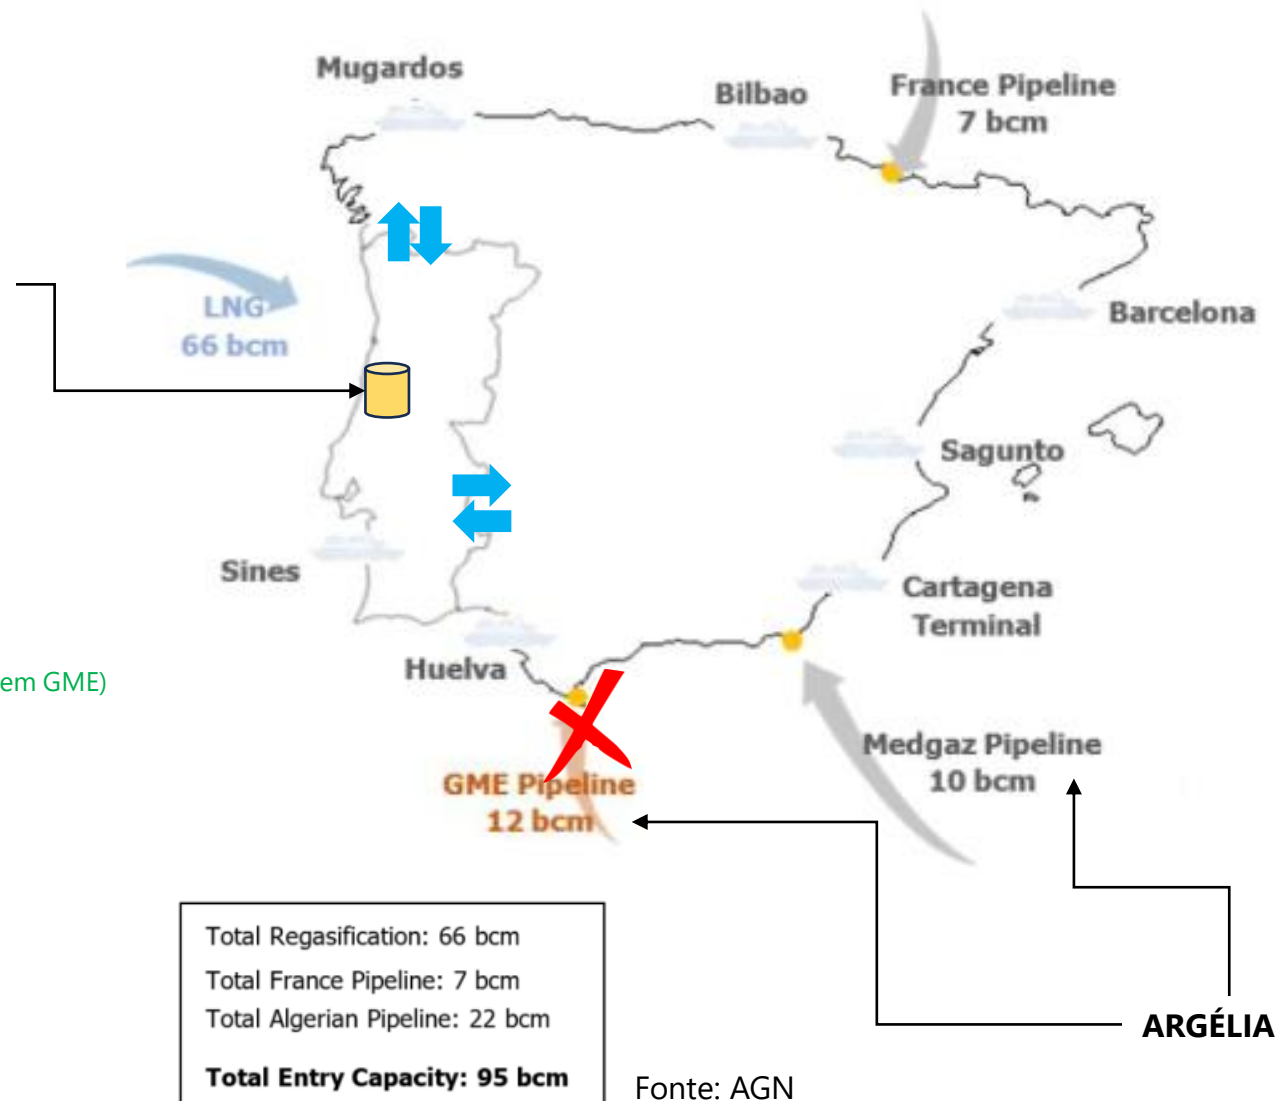 Mugardos
Bilbao
France Pipeline
7 bcm
LNG
66 bcm
Barcelona
Sagunto
Sines
Cartagena
Terminal
Huelva
em GME)
Medgaz Pipeline
10 bcm
GME Pipeline
12 bcm
Total Regasification: 66 bcm
Total France Pipeline: 7 bcm
Total Algerian Pipeline: 22 bcm
Total Entry Capacity: 95 bcm
ARGÉLIA
Fonte: AGN